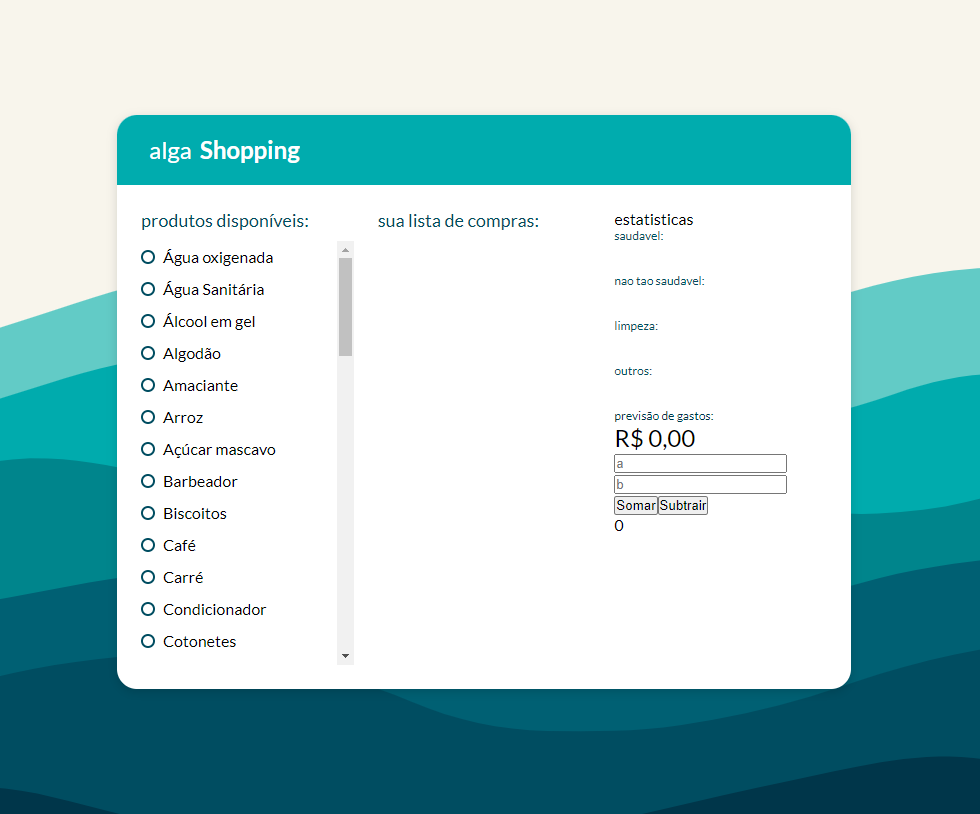 alga Shopping
produtos disponíveis:
Água oxigenada
Água Sanitária
Álcool em gel
Algodão
Amaciante
Arroz
Açúcar mascavo
Barbeador
Biscoitos
Café
Carré
Condicionador
Cotonetes
sua lista de compras:
estatisticas
saudavel:
nao tao saudavel:
limpeza:
outros:
previsão de gastos:
R$ 0,00
a
b
Somar Subtrair
0